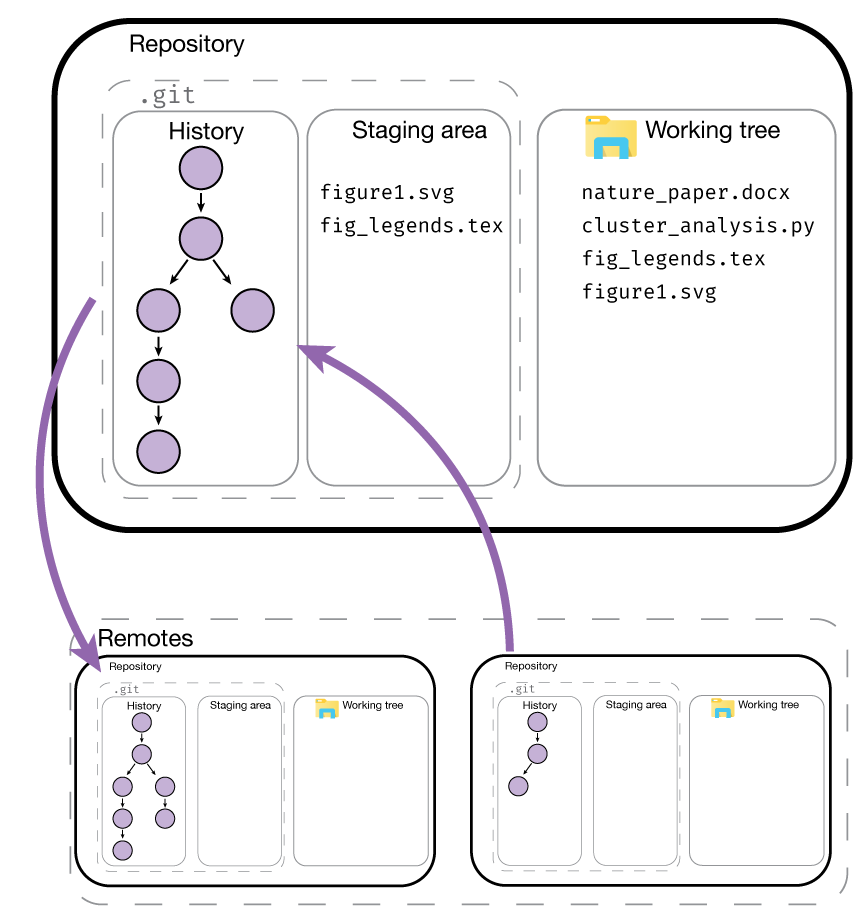 Repository
.git
History
Staging area
Working tree
figure1.svg
fig_legends.tex
nature_paper.docx
cluster_analysis.py
fig_legends.tex
figure1.svg
Remotes
Repository
.git
History
Staging area
Working tree
Repository
.git
History
Staging area
Working tree